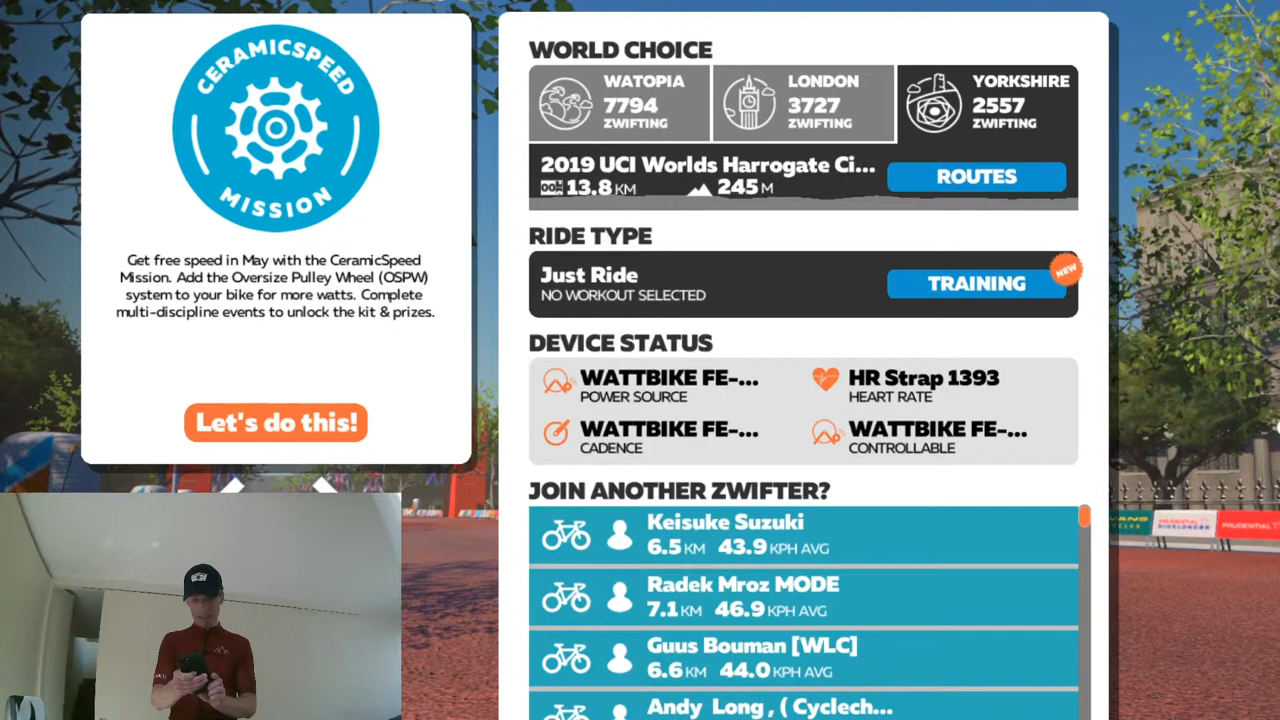 CERAMICSPEED
MISSION
Get free speed in May with the CeramicSpeed
Mission. Add the Oversize Pulley Wheel (OSPW)
system to your bike for more watts. Complete
multi-discipline events to unlock the kit & prizes.
Let's do this!
WORLD CHOICE
WATOPIA
7794
ZWIFTING
LONDON
3727
ZWIFTING
YORKSHIRE
2557
ZWIFTING
2019 UCI Worlds Harrogate Ci...
13.8 KM 245 M
ROUTES
RIDE TYPE
Just Ride
NO WORKOUT SELECTED
TRAINING
NEW
DEVICE STATUS
WATTBIKE FE-...
POWER SOURCE
HR Strap 1393
HEART RATE
WATTBIKE FE-...
CADENCE
WATTBIKE FE-...
CONTROLLABLE
JOIN ANOTHER ZWIFTER?
Keisuke Suzuki
6.5 KM 43.9 KPH AVG
Radek Mroz MODE
7.1 KM 46.9 KPH AVG
Guus Bouman [WLC]
6.6 KM 44.0 KPH AVG
Andy Long , ( Cyclech...
EVANS
CYCLES
PRUDENTIAL
RIDELONDON
PRUDENTIAL